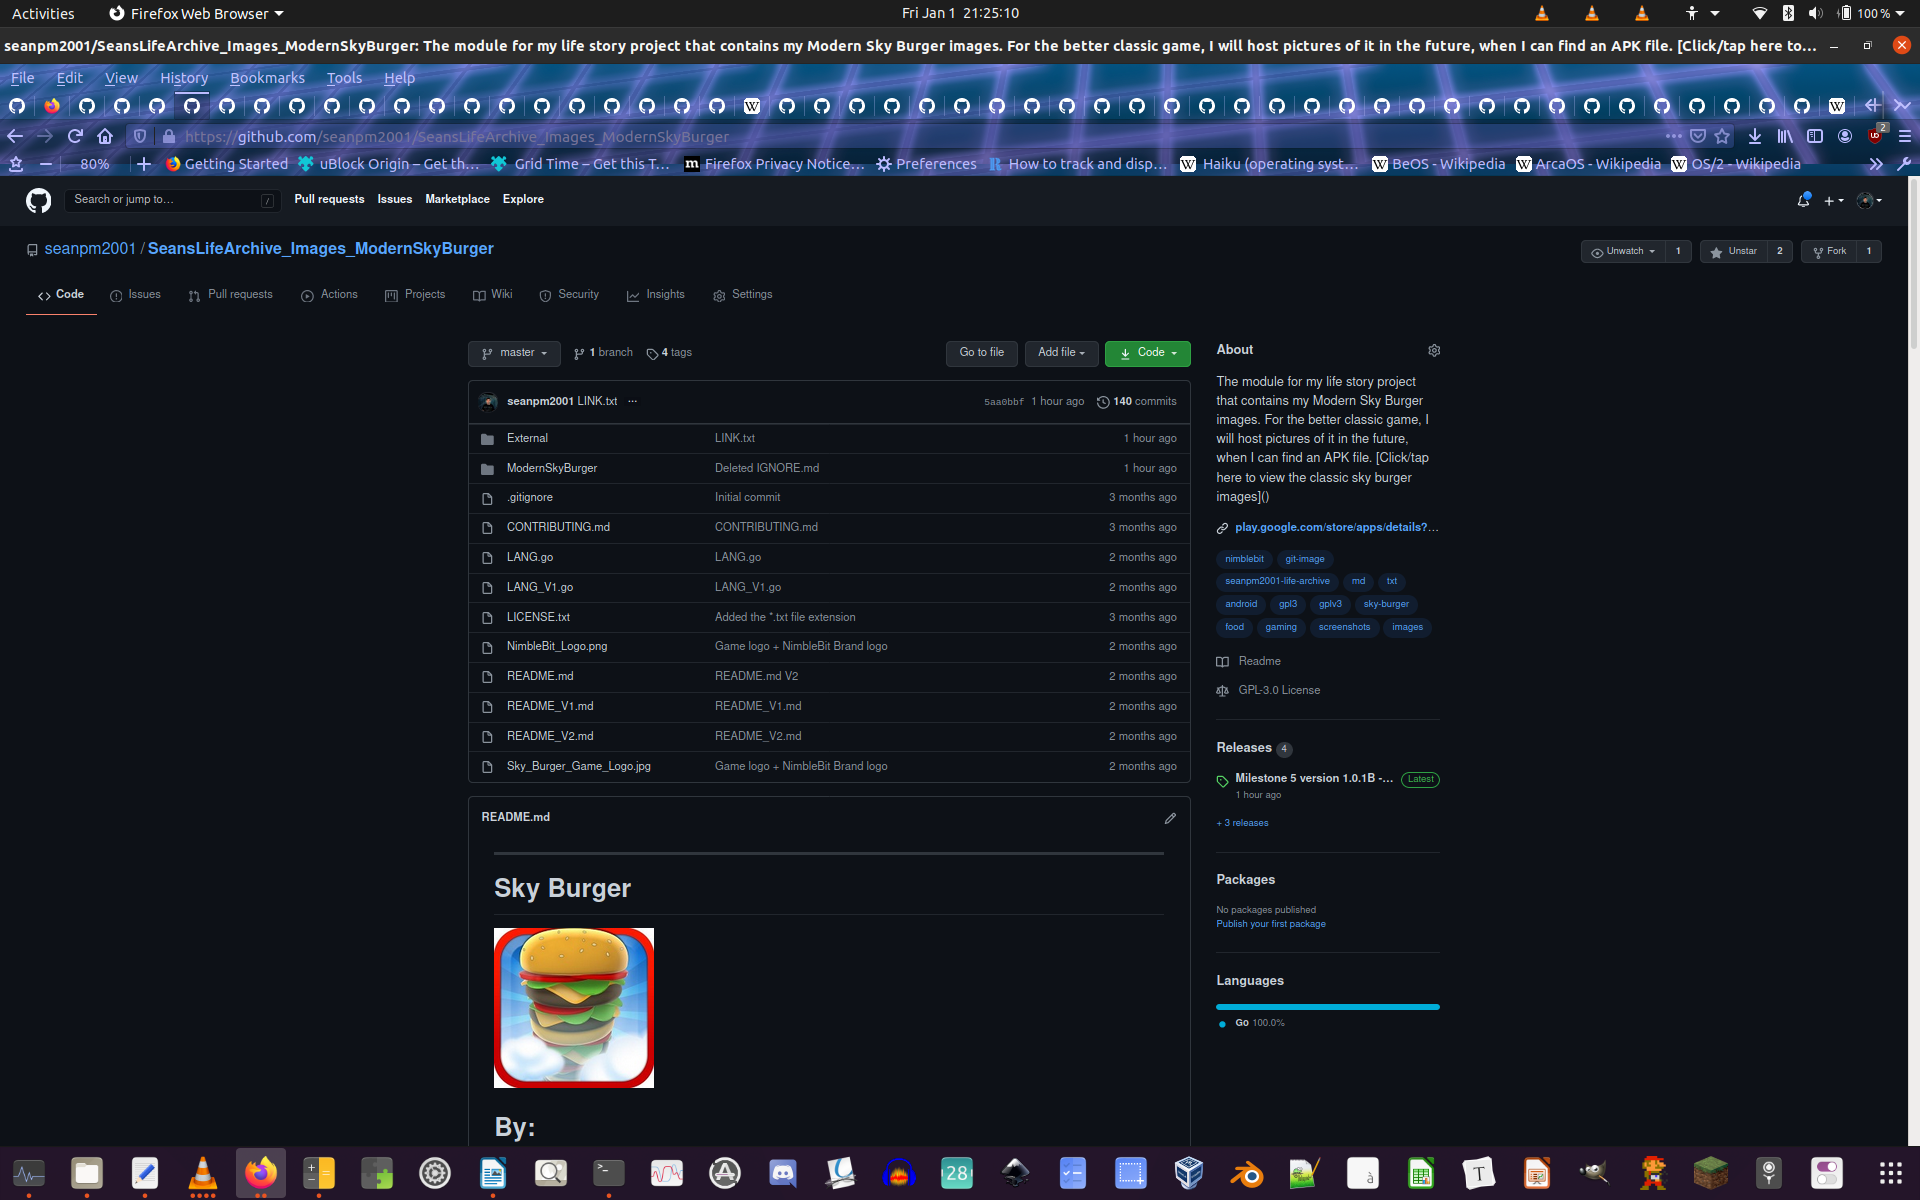 Activities
Firefox Web Browser
Fri Jan 1 21:25:10
100 %
seanpm2001/SeansLifeArchive_Images_ModernSkyBurger: The module for my life story project that contains my Modern Sky Burger images. For the better classic game, I will host pictures of it in the future, when I can find an APK file. [Click/tap here to…
File Edit View History Bookmarks Tools Help
https://github.com/seanpm2001/SeansLifeArchive_Images_ModernSkyBurger
2
80%
Getting Started
uBlock Origin – Get th…
Grid Time – Get this T…
Firefox Privacy Notice…
Preferences
How to track and disp…
Haiku (operating syst…
BeOS - Wikipedia
ArcaOS - Wikipedia
OS/2 - Wikipedia
Search or jump to…
/
Pull requests Issues Marketplace Explore
seanpm2001 / SeansLifeArchive_Images_ModernSkyBurger
Unwatch 1
Unstar 2
Fork 1
Code
Issues
Pull requests
Actions
Projects
Wiki
Security
Insights
Settings
master
1 branch
4 tags
Go to file
Add file
Code
seanpm2001 LINK.txt ...
5aa0bbf 1 hour ago
140 commits
External LINK.txt 1 hour ago
ModernSkyBurger Deleted IGNORE.md 1 hour ago
.gitignore Initial commit 3 months ago
CONTRIBUTING.md CONTRIBUTING.md 3 months ago
LANG.go LANG.go 2 months ago
LANG_V1.go LANG_V1.go 2 months ago
LICENSE.txt Added the *.txt file extension 3 months ago
NimbleBit_Logo.png Game logo + NimbleBit Brand logo 2 months ago
README.md README.md V2 2 months ago
README_V1.md README_V1.md 2 months ago
README_V2.md README_V2.md 2 months ago
Sky_Burger_Game_Logo.jpg Game logo + NimbleBit Brand logo 2 months ago
README.md
Sky Burger
By:
About
The module for my life story project
that contains my Modern Sky Burger
images. For the better classic game, I
will host pictures of it in the future,
when I can find an APK file. [Click/tap
here to view the classic sky burger
images]()
play.google.com/store/apps/details?…
nimblebit git-image
seanpm2001-life-archive md txt
android gpl3 gplv3 sky-burger
food gaming screenshots images
Readme
GPL-3.0 License
Releases 4
Milestone 5 version 1.0.1B -… Latest
1 hour ago
+ 3 releases
Packages
No packages published
Publish your first package
Languages
Go 100.0%
28